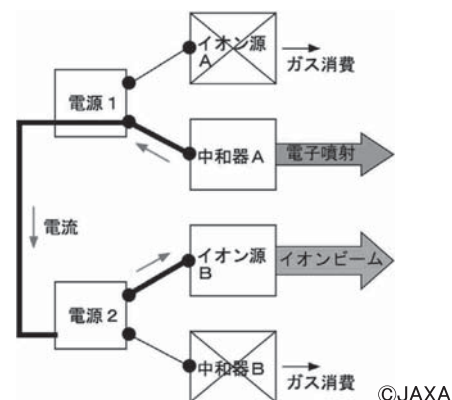 イオン源
A
ガス消費
電源1
中和器A
電子噴射
電流
イオン源
B
イオンビーム
電源2
中和器B
ガス消費
©JAXA